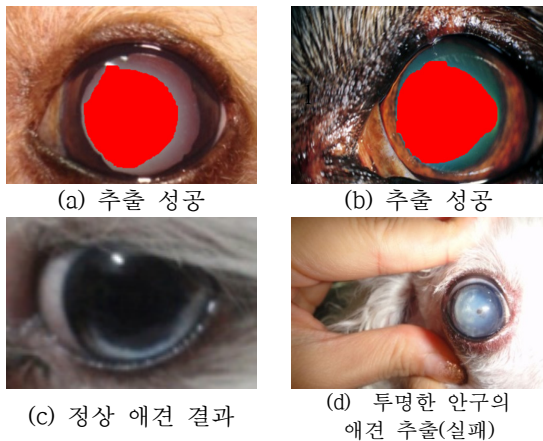 (a) 추출 성공
(b) 추출 성공
(c) 정상 애견 결과
(d) 투명한 안구의
애견 추출(실패)